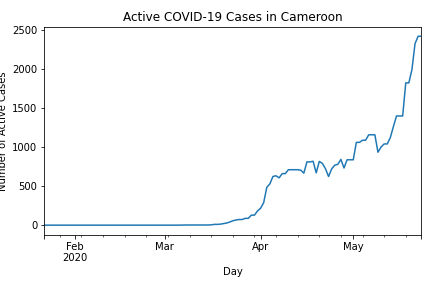 Active COVID-19 Cases in Cameroon
Number of Active Cases
2500
2000
1500
1000
500
0
Feb
2020
Mar
Apr
May
Day